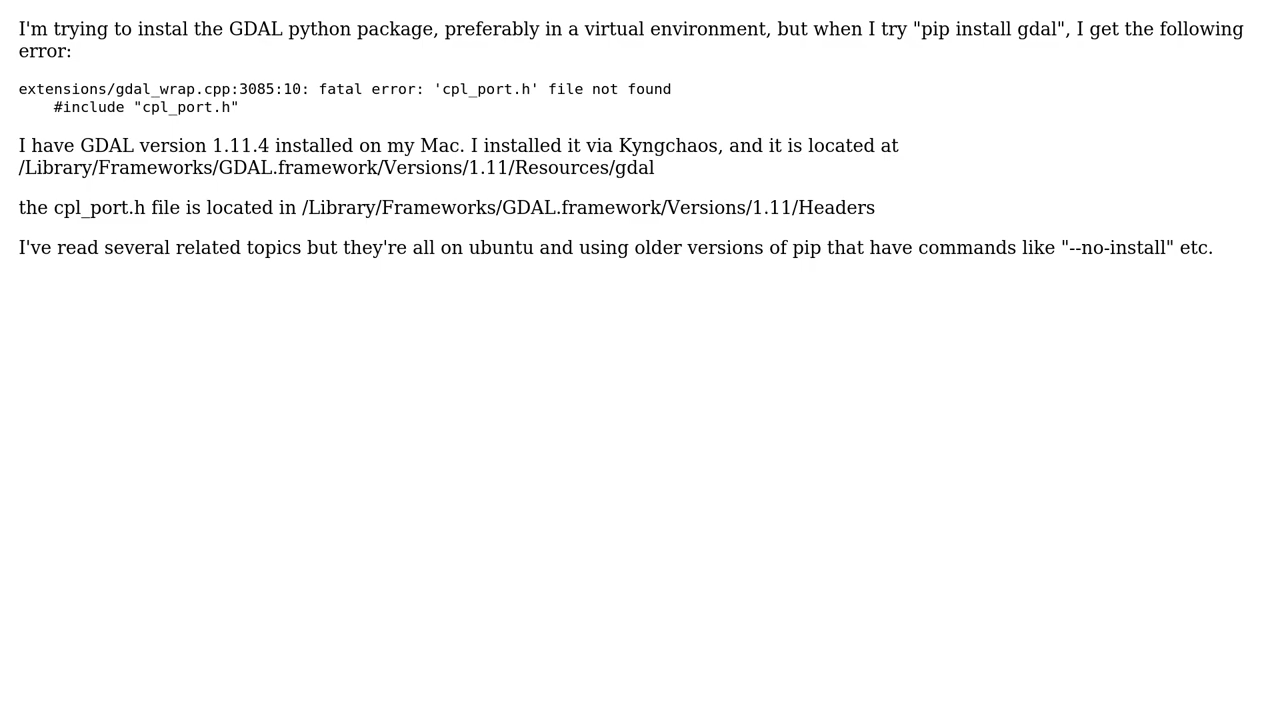 I'm trying to instal the GDAL python package, preferably in a virtual environment, but when I try "pip install gdal", I get the following
error:
extensions/gdal_wrap.cpp:3085:10: fatal error: 'cpl_port.h' file not found
    #include "cpl_port.h"
I have GDAL version 1.11.4 installed on my Mac. I installed it via Kyngchaos, and it is located at
/Library/Frameworks/GDAL.framework/Versions/1.11/Resources/gdal
the cpl_port.h file is located in /Library/Frameworks/GDAL.framework/Versions/1.11/Headers
I've read several related topics but they're all on ubuntu and using older versions of pip that have commands like "--no-install" etc.